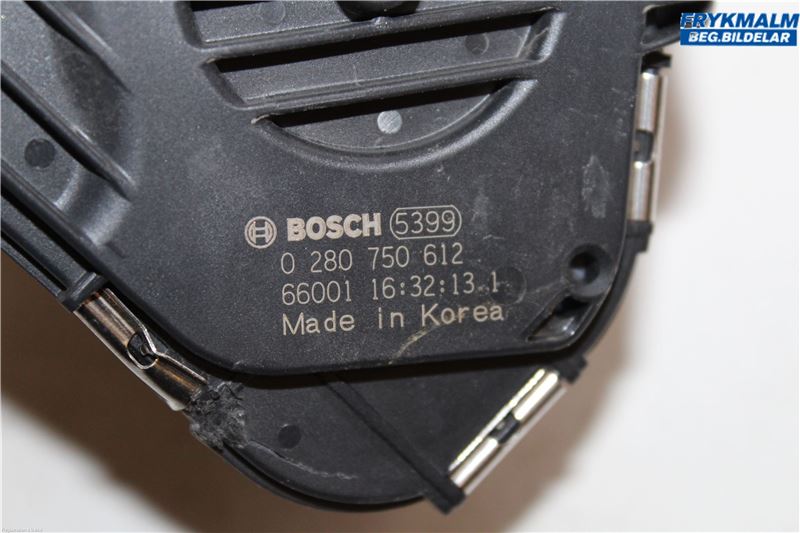 FRYKMALM
BEG.BILDELAR
BOSCH 5399
0 280 750 612
66001 16:32:13 1
Made in Korea